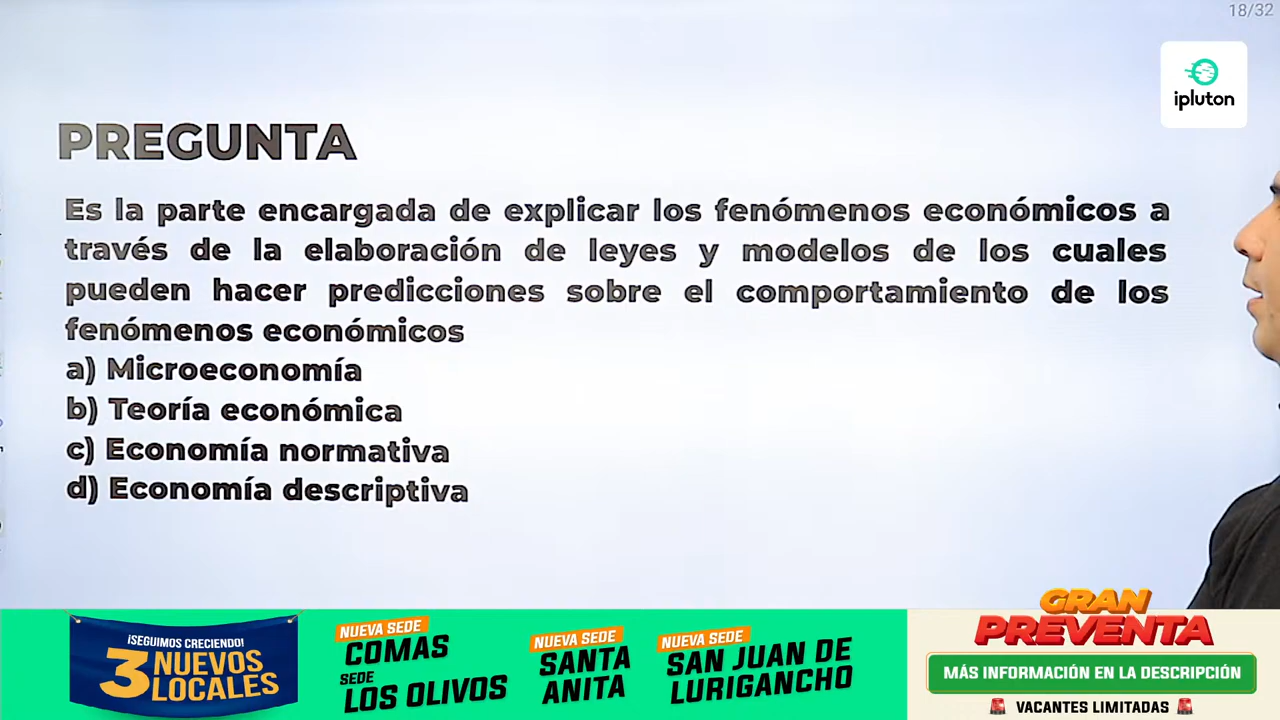 18/32
ipluton
PREGUNTA
Es la parte encargada de explicar los fenómenos económicos a
través de la elaboración de leyes y modelos de los cuales
pueden hacer predicciones sobre el comportamiento de los
fenómenos económicos
a) Microeconomía
b) Teoría económica
c) Economía normativa
d) Economía descriptiva
¡SEGUIMOS CRECIENDO!
3 NUEVOS
LOCALES
NUEVA SEDE
COMAS
SEDE
LOS OLIVOS
NUEVA SEDE
SANTA
ANITA
NUEVA SEDE
SAN JUAN DE
LURIGANCHO
GRAN
PREVENTA
MÁS INFORMACIÓN EN LA DESCRIPCIÓN
VACANTES LIMITADAS